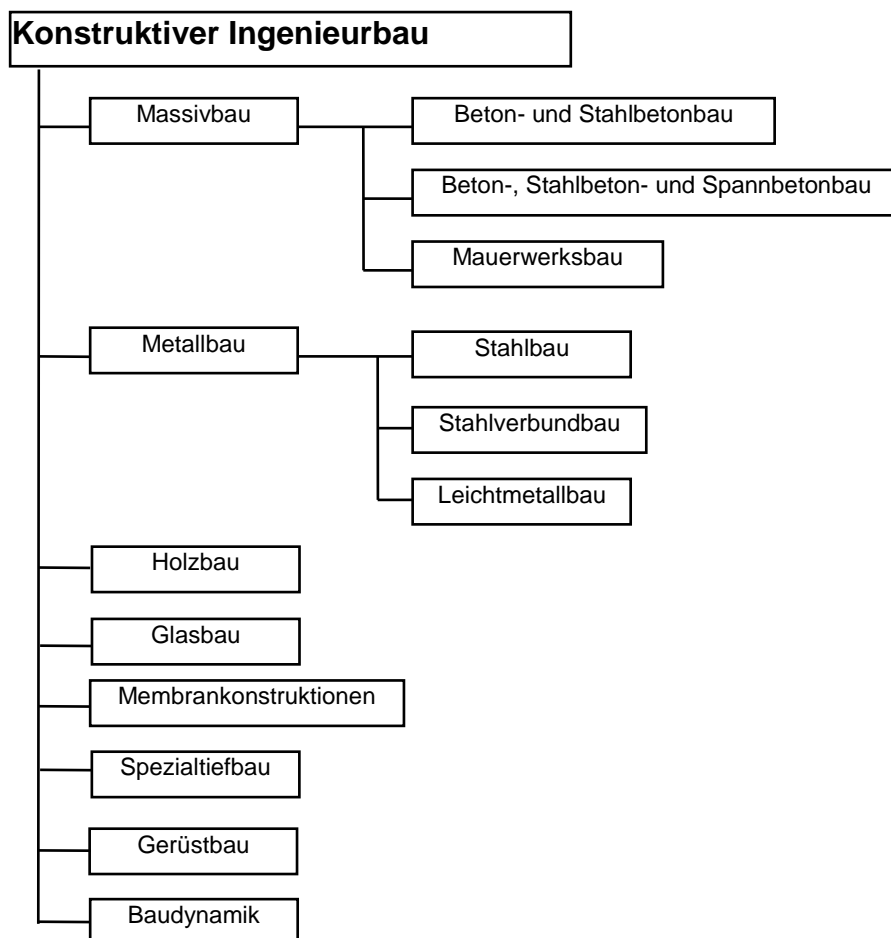 Konstruktiver Ingenieurbau
Massivbau
Beton- und Stahlbetonbau
Beton-, Stahlbeton- und Spannbetonbau
Mauerwerksbau
Metallbau
Stahlbau
Stahlverbundbau
Leichtmetallbau
Holzbau
Glasbau
Membrankonstruktionen
Spezialtiefbau
Gerüstbau
Baudynamik